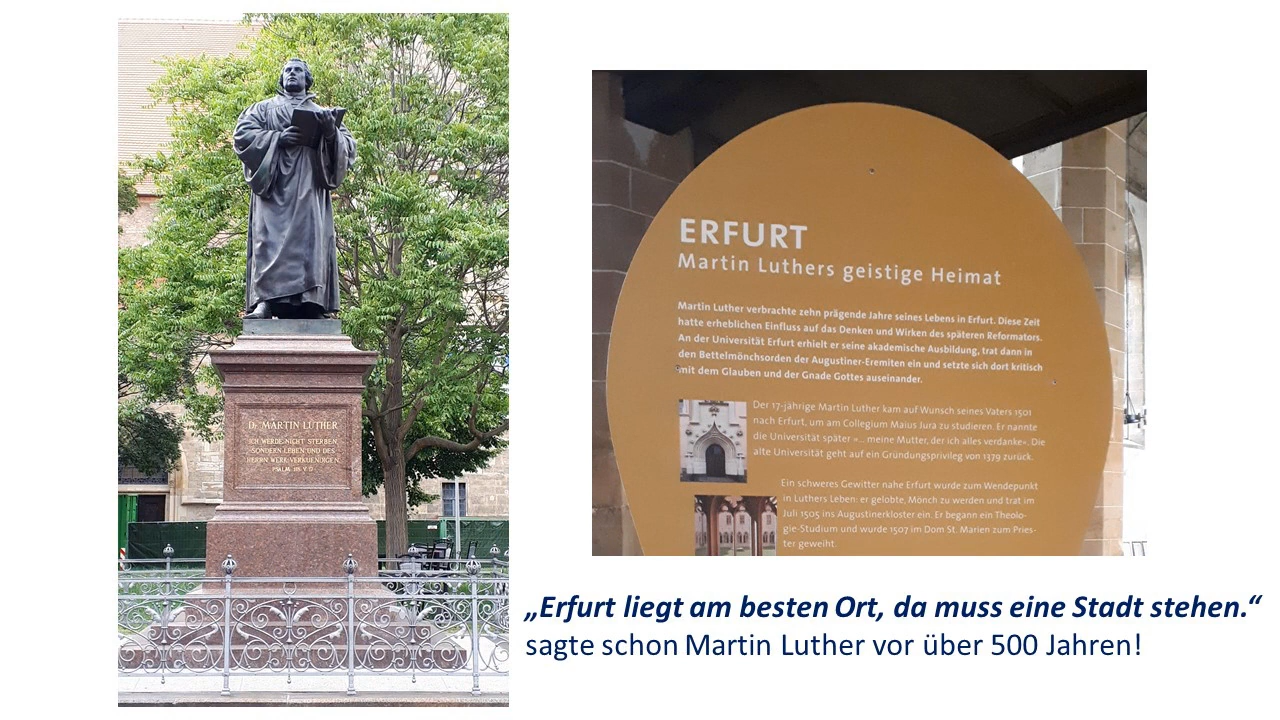 Dr. MARTIN LUTHER
ICH WERDE NICHT STERBEN
SONDERN LEBEN UND DES
HERRN WERK VERKUENIGEN.
PSALM. 118. V. 17
ERFURT
Martin Luthers geistige Heimat
Martin Luther verbrachte zehn prägende Jahre seines Lebens in Erfurt. Diese Zeit
hatte erheblichen Einfluss auf das Denken und Wirken des späteren Reformators.
An der Universität Erfurt erhielt er seine akademische Ausbildung, trat dann in
den Bettelmönchsorden der Augustiner-Eremiten ein und setzte sich dort kritisch
mit dem Glauben und der Gnade Gottes auseinander.
Der 17-jährige Martin Luther kam auf Wunsch seines Vaters 1501
nach Erfurt, um am Collegium Maius Jura zu studieren. Er nannte
die Universität später »... meine Mutter, der ich alles verdanke«. Die
alte Universität geht auf ein Gründungsprivileg von 1379 zurück.
Ein schweres Gewitter nahe Erfurt wurde zum Wendepunkt
in Luthers Leben: er gelobte, Mönch zu werden und trat im
Juli 1505 ins Augustinerkloster ein. Er begann ein Theolo-
gie-Studium und wurde 1507 im Dom St. Marien zum Pries-
ter geweiht.
„Erfurt liegt am besten Ort, da muss eine Stadt stehen.“
sagte schon Martin Luther vor über 500 Jahren!